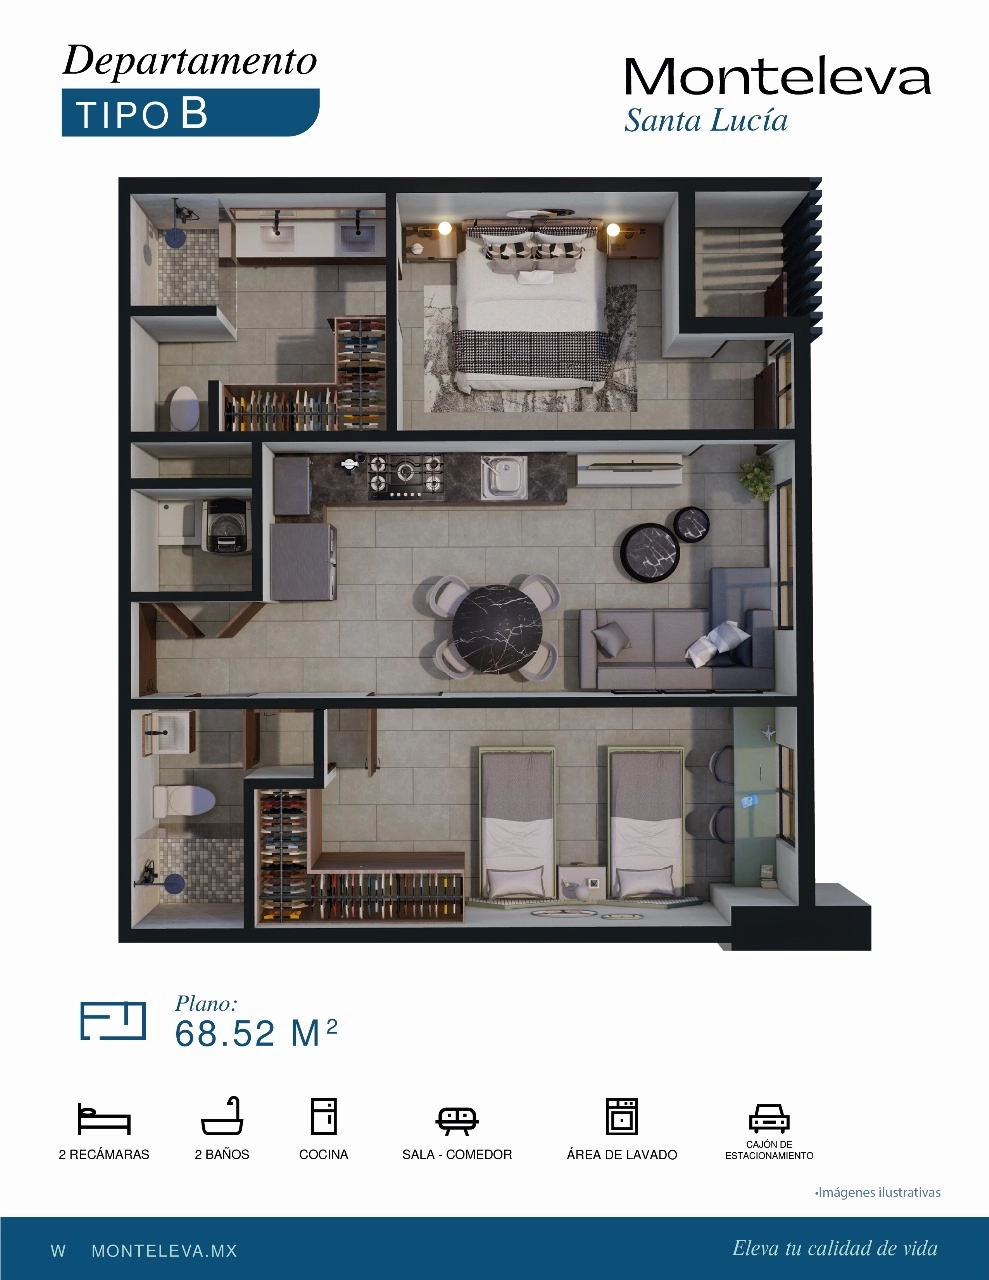 Departamento
TIPO B
Monteleva
Santa Lucía
Plano:
68.52 M²
2 RECÁMARAS
2 BAÑOS
COCINA
SALA - COMEDOR
ÁREA DE LAVADO
CAJÓN DE
ESTACIONAMIENTO
•Imágenes ilustrativas
W MONTELEVA.MX
Eleva tu calidad de vida